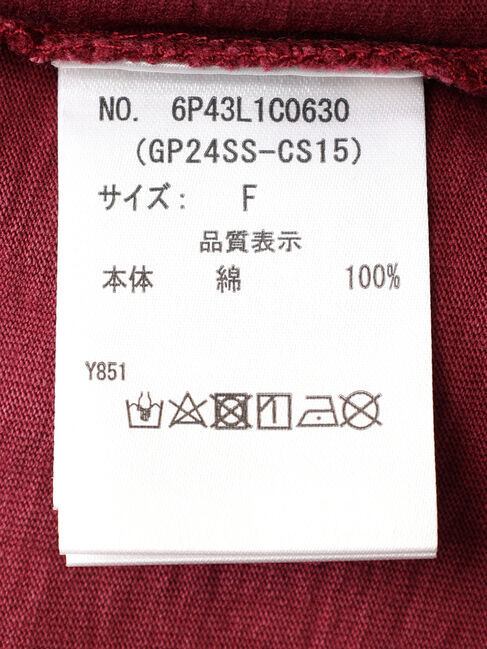 NO. 6P43L1C0630
(GP24SS-CS15)
サイズ: F
品質表示
本体 綿 100%
Y851